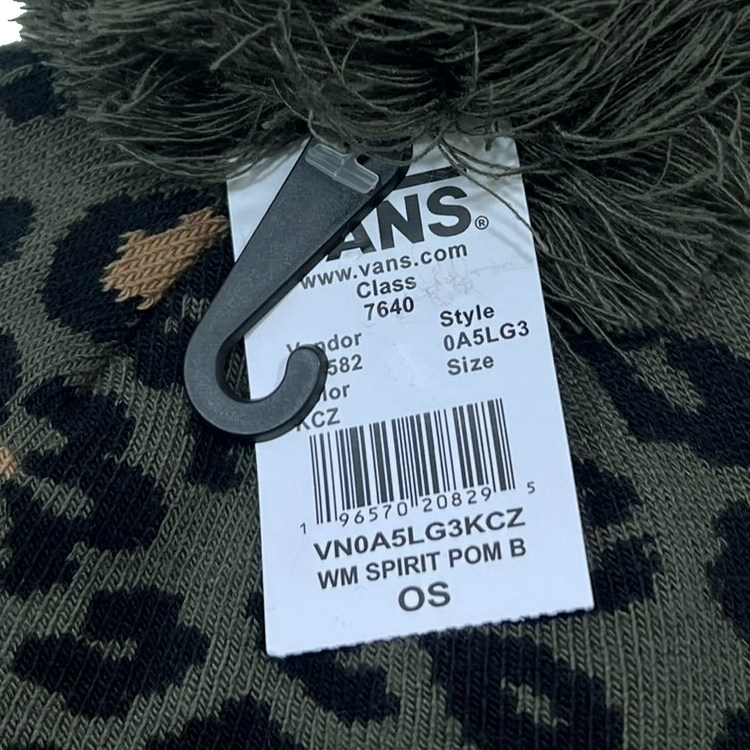 VANS®
www.vans.com
Class
7640
Style
0A5LG3
Size
582
KCZ
1 96570 20829 5
VN0A5LG3KCZ
WM SPIRIT POM B
OS